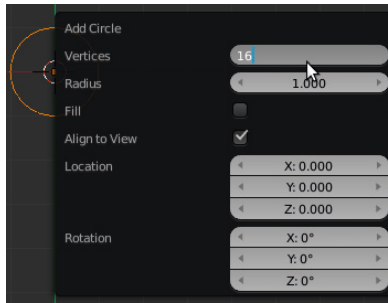 Add Circle
Vertices 16
Radius 1.000
Fill
Align to View
Location X: 0.000
Y: 0.000
Z: 0.000
Rotation X: 0°
Y: 0°
Z: 0°